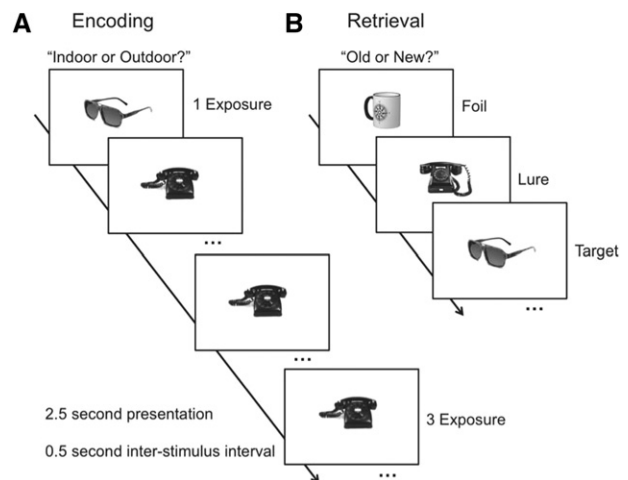 A Encoding
"Indoor or Outdoor?"
1 Exposure
...
...
3 Exposure
...
2.5 second presentation
0.5 second inter-stimulus interval
B Retrieval
"Old or New?"
Foil
Lure
Target
...